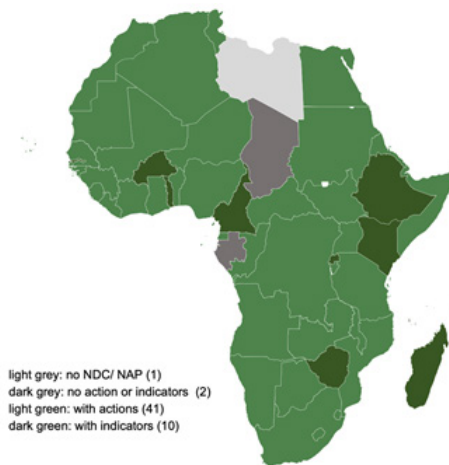 light grey: no NDC/ NAP (1)
dark grey: no action or indicators (2)
light green: with actions (41)
dark green: with indicators (10)